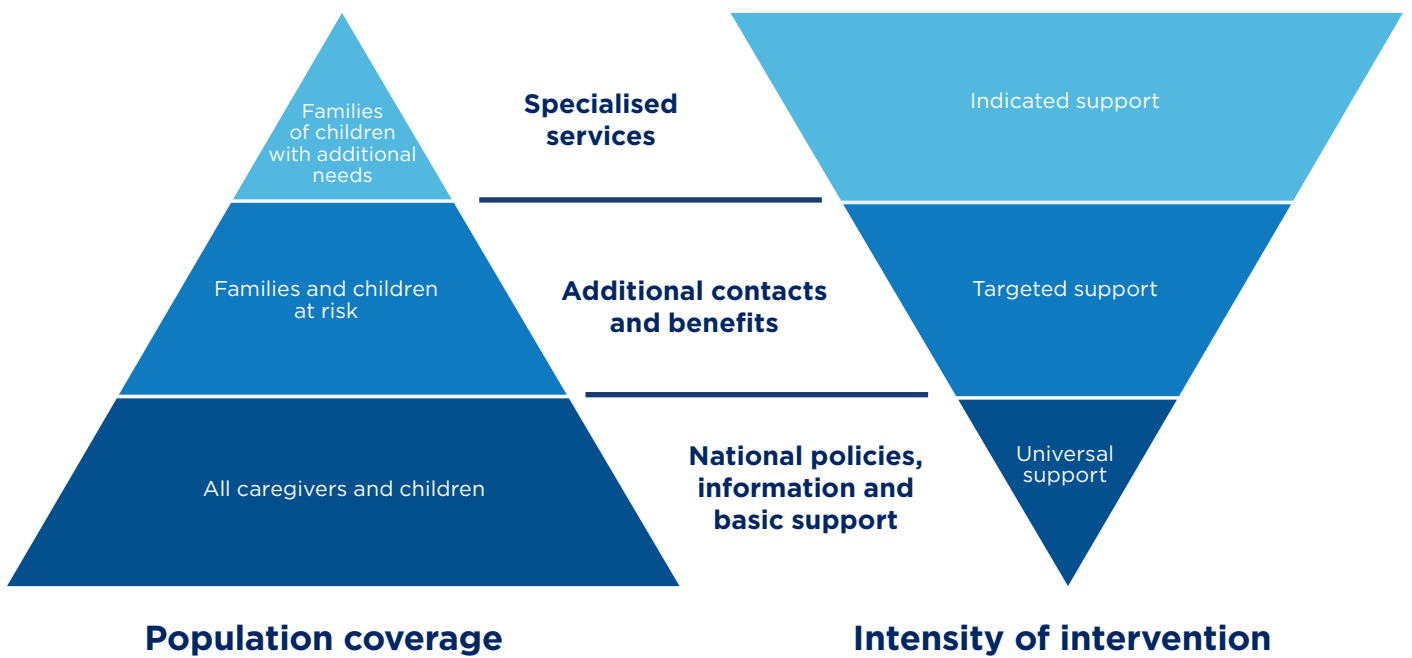 Families
of children
with additional
needs
Specialised
services
Indicated support
Families and children
at risk
Additional contacts
and benefits
Targeted support
All caregivers and children
National policies,
information and
basic support
Universal
support
Population coverage
Intensity of intervention